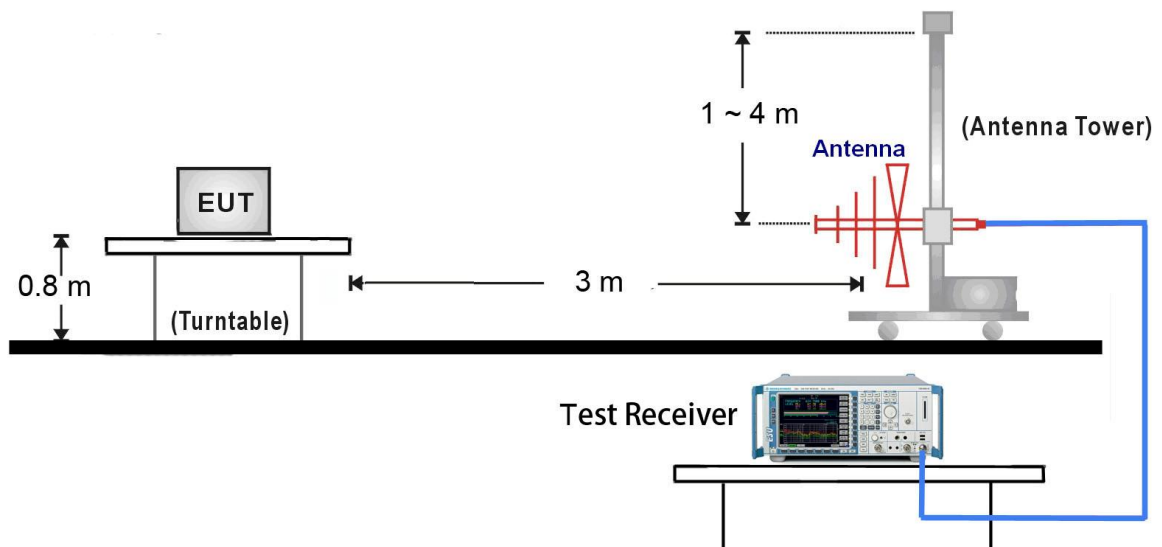 1 ~ 4 m
(Antenna Tower)
Antenna
EUT
0.8 m
3 m
(Turntable)
Test Receiver